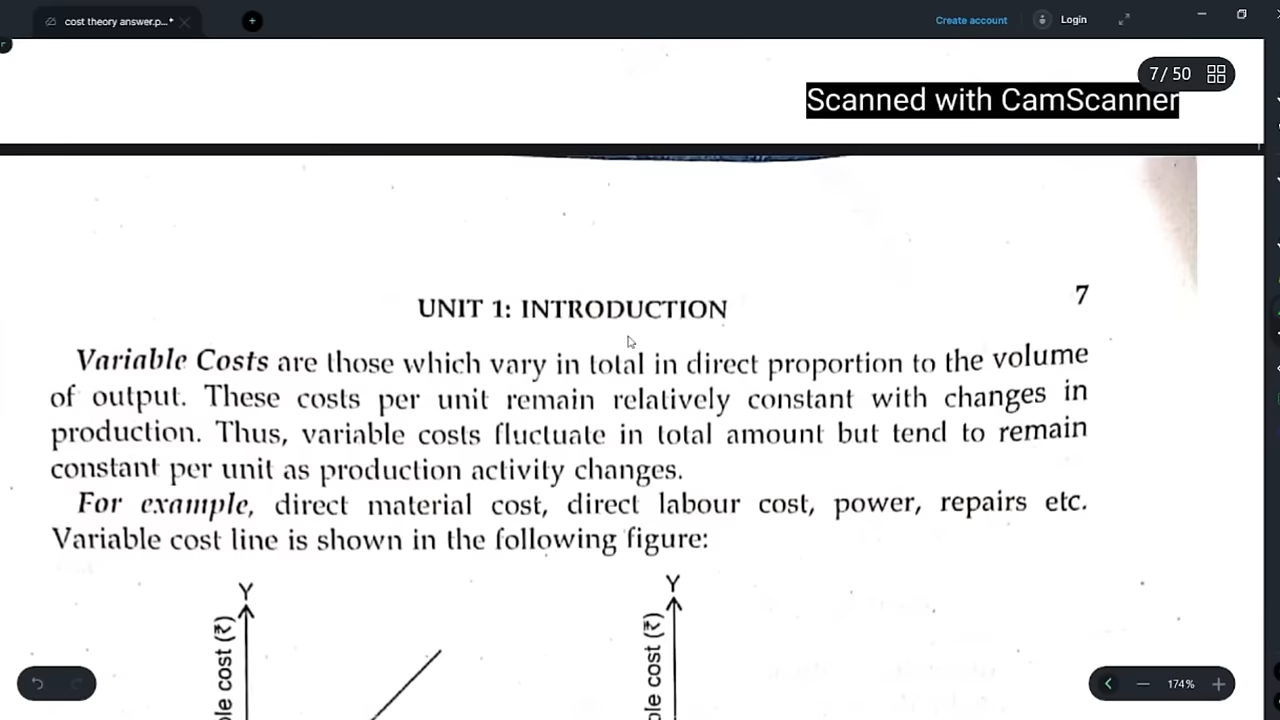 cost theory answer.p...*
Create account
Login
7 / 50
Scanned with CamScanner
UNIT 1: INTRODUCTION
7
Variable Costs are those which vary in total in direct proportion to the volume
of output. These costs per unit remain relatively constant with changes in
production. Thus, variable costs fluctuate in total amount but tend to remain
constant per unit as production activity changes.
For example, direct material cost, direct labour cost, power, repairs etc.
Variable cost line is shown in the following figure:
Y
Y
cost (₹)
cost (₹)
174%